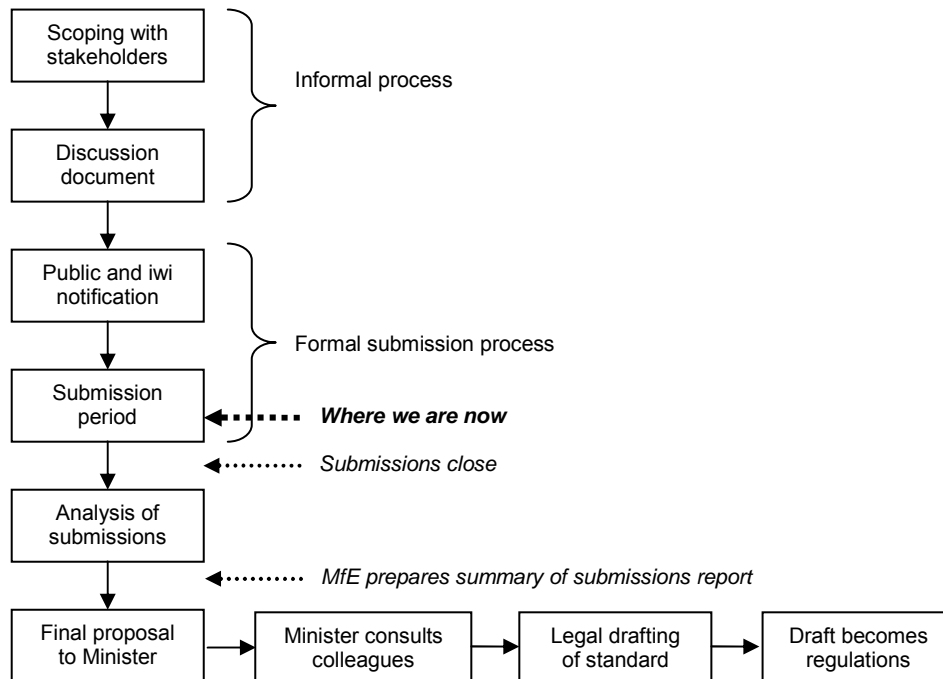 Scoping with
stakeholders
Informal process
Discussion
document
Public and iwi
notification
Formal submission process
Submission
period
Where we are now
Submissions close
Analysis of
submissions
MfE prepares summary of submissions report
Final proposal
to Minister
Minister consults
colleagues
Legal drafting
of standard
Draft becomes
regulations